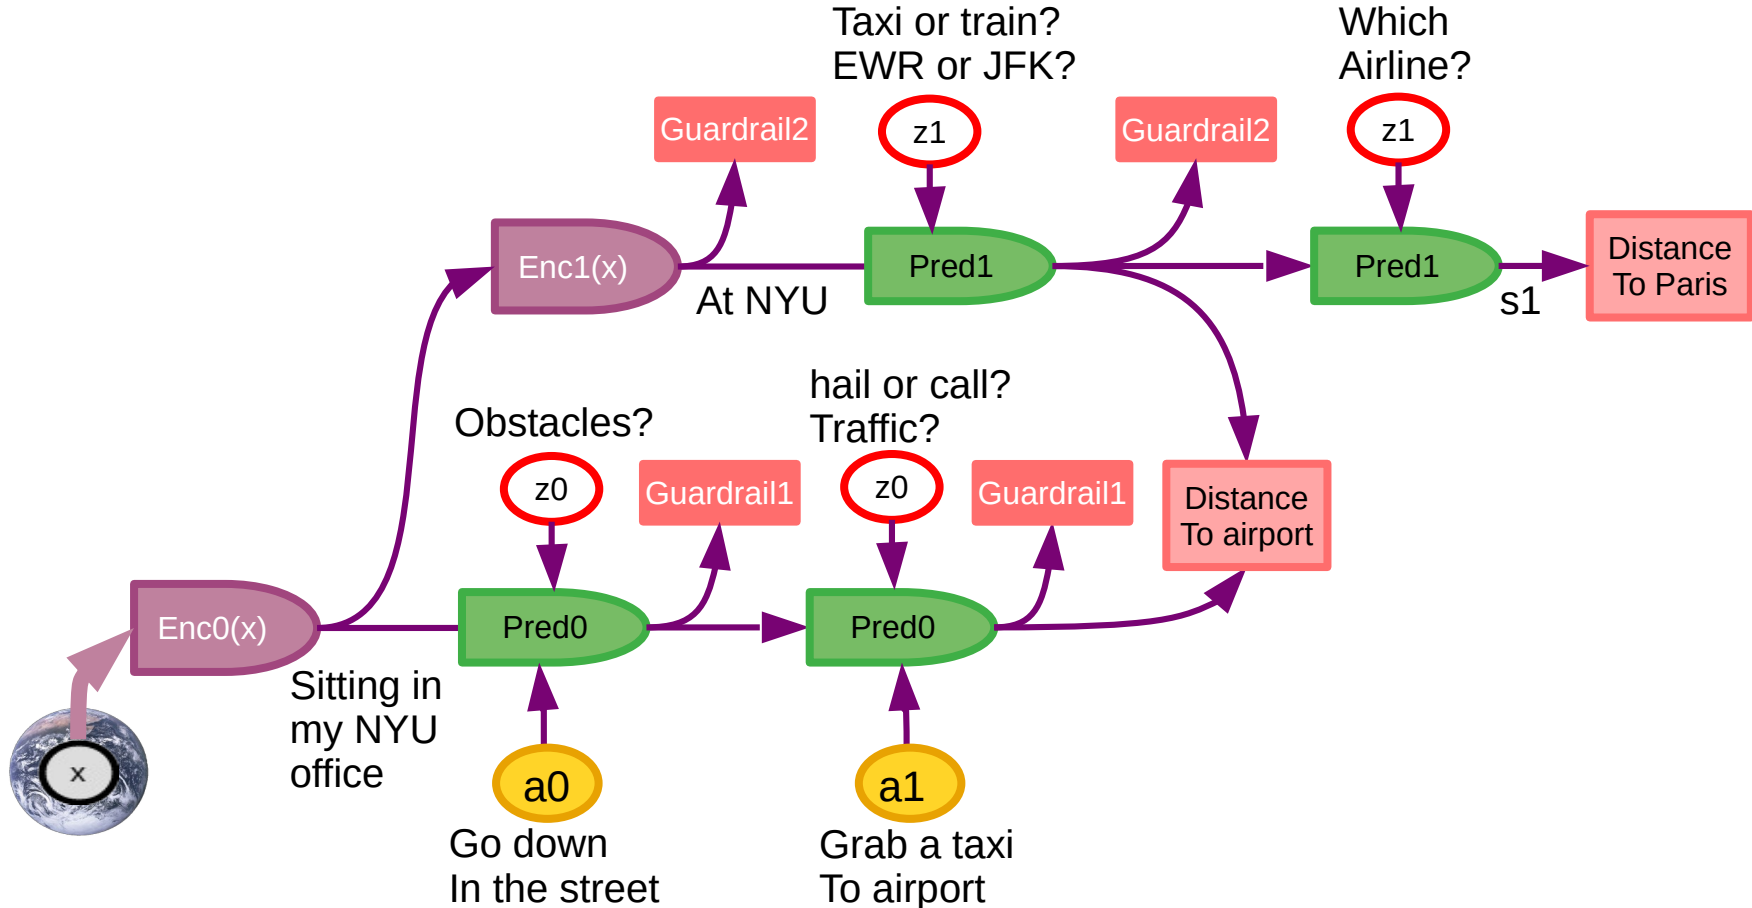 Taxi or train?
EWR or JFK?
Which
Airline?
Guardrail2
z1
Guardrail2
z1
Enc1(x)
Pred1
Pred1
Distance
To Paris
At NYU
s1
hail or call?
Traffic?
Obstacles?
z0
Guardrail1
z0
Guardrail1
Distance
To airport
Enc0(x)
Pred0
Pred0
Sitting in
my NYU
office
x
a0
a1
Go down
In the street
Grab a taxi
To airport